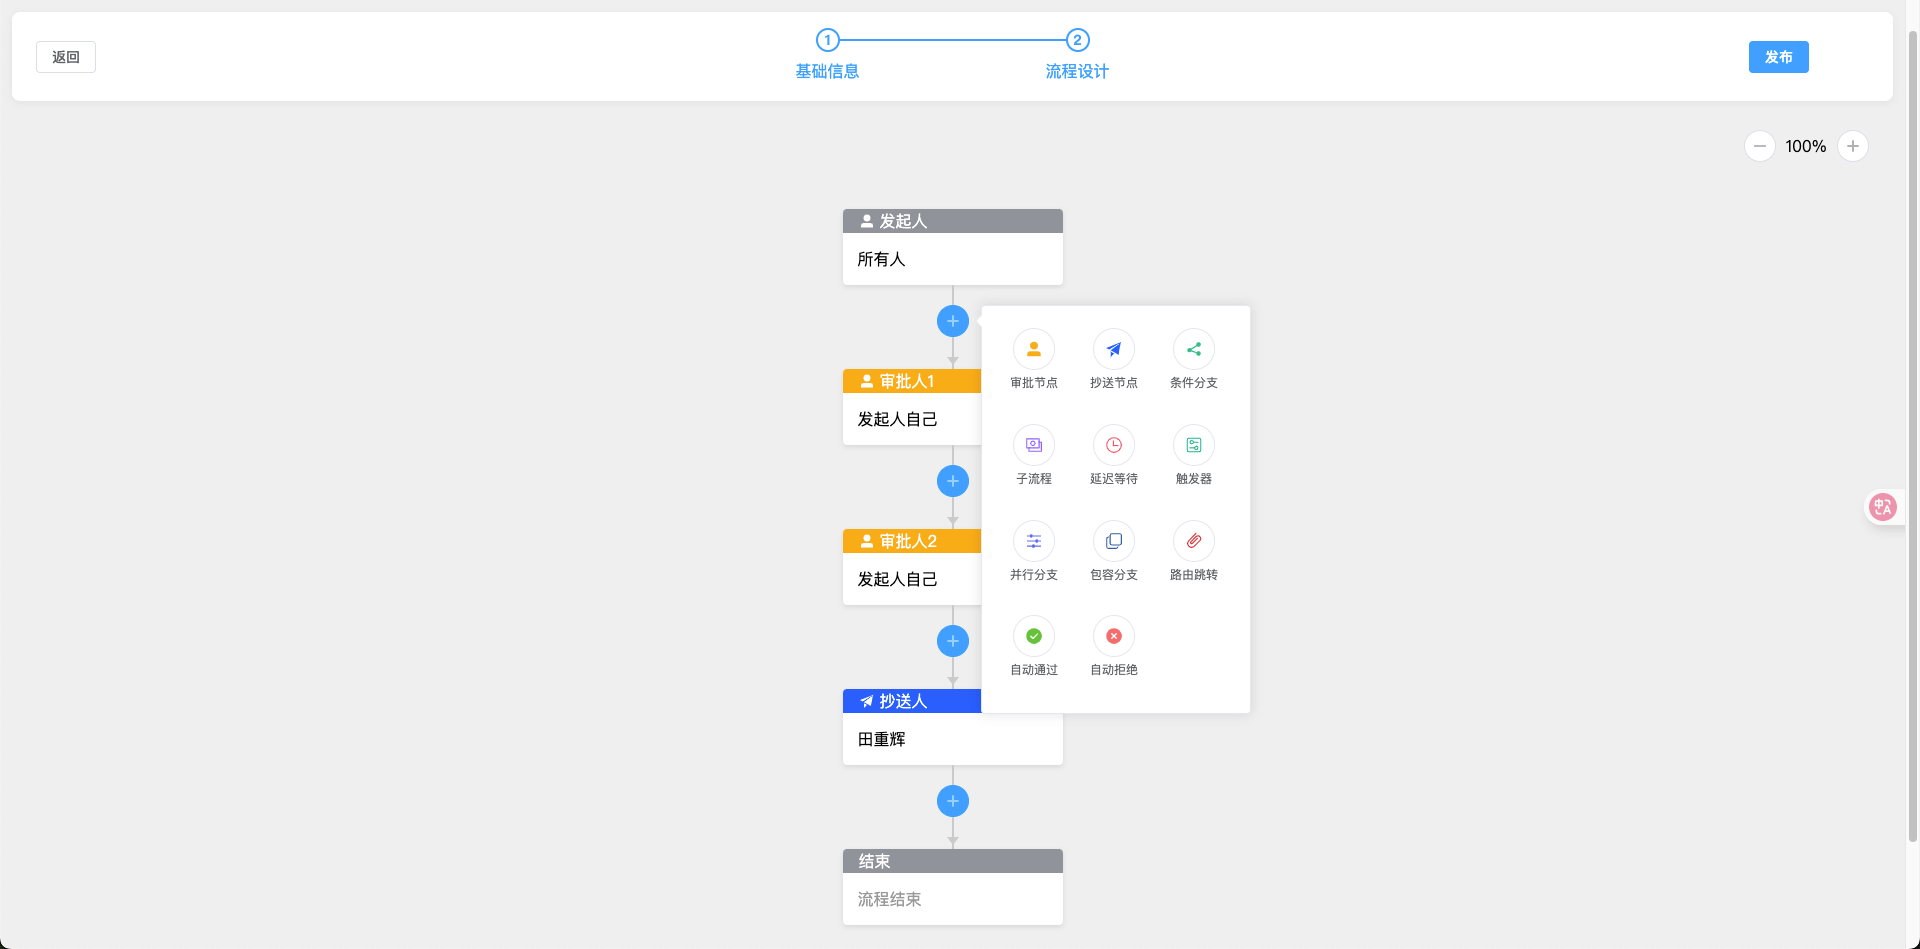 返回
1
2
基础信息
流程设计
发布
100%
发起人
所有人
审批人1
发起人自己
审批人2
发起人自己
抄送人
田重辉
结束
流程结束
审批节点
抄送节点
条件分支
子流程
延迟等待
触发器
并行分支
包容分支
路由跳转
自动通过
自动拒绝
中A